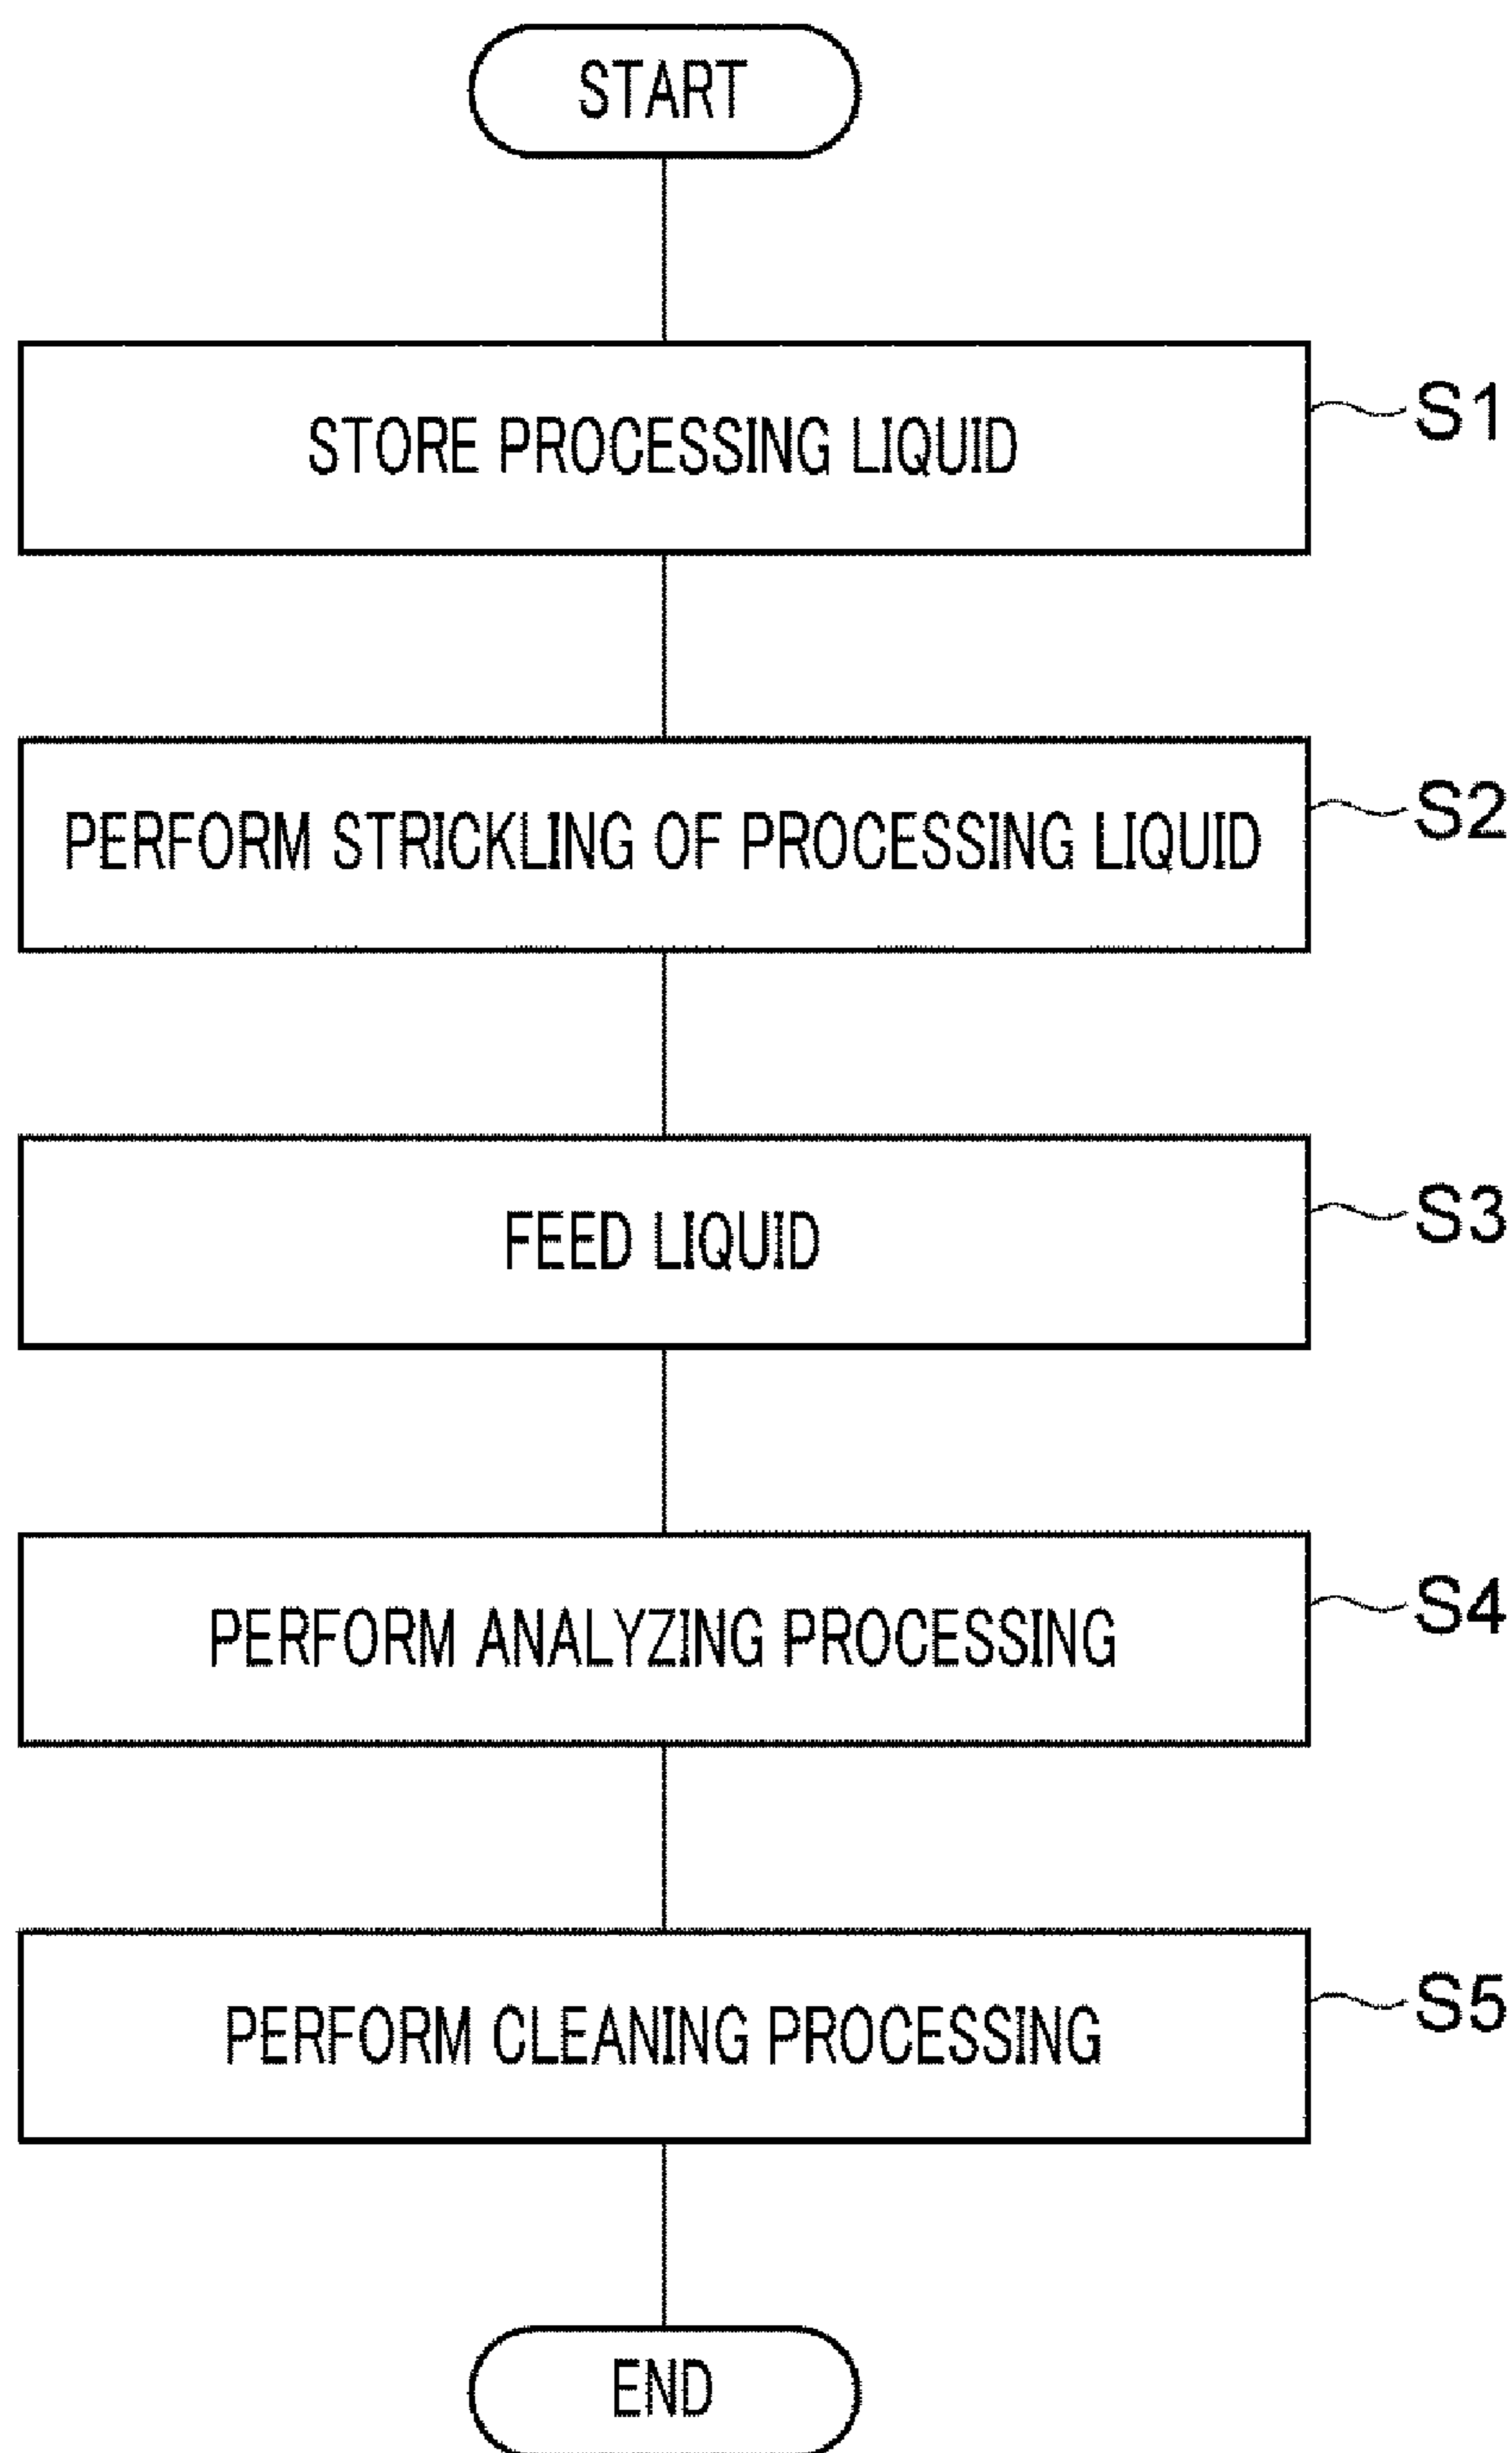 START
STORE PROCESSING LIQUID
S1
PERFORM STRICKLING OF PROCESSING LIQUID
S2
FEED LIQUID
S3
PERFORM ANALYZING PROCESSING
S4
PERFORM CLEANING PROCESSING
S5
END